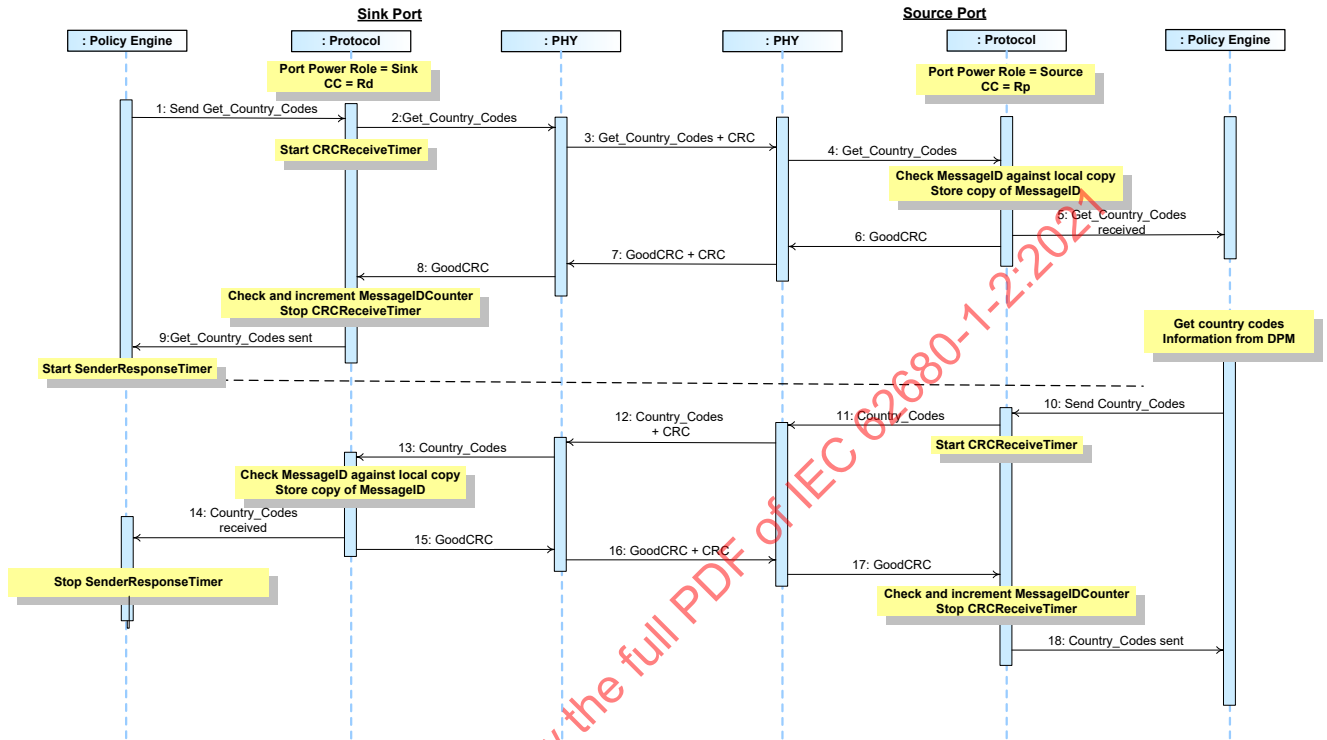 Sink Port
Source Port
: Policy Engine
: Protocol
: PHY
: PHY
: Protocol
: Policy Engine
Port Power Role = Sink
CC = Rd
Port Power Role = Source
CC = Rp
1: Send Get_Country_Codes
2:Get_Country_Codes
Start CRCReceiveTimer
3: Get_Country_Codes + CRC
4: Get_Country_Codes
Check MessageID against local copy
Store copy of MessageID
5: Get_Country_Codes
received
6: GoodCRC
7: GoodCRC + CRC
8: GoodCRC
Check and increment MessageIDCounter
Stop CRCReceiveTimer
9:Get_Country_Codes sent
Start SenderResponseTimer
Get country codes
Information from DPM
10: Send Country_Codes
11: Country_Codes
Start CRCReceiveTimer
12: Country_Codes
+ CRC
13: Country_Codes
Check MessageID against local copy
Store copy of MessageID
14: Country_Codes
received
15: GoodCRC
16: GoodCRC + CRC
17: GoodCRC
Stop SenderResponseTimer
Check and increment MessageIDCounter
Stop CRCReceiveTimer
18: Country_Codes sent
the full PDF of IEC 62680-1-2:2021